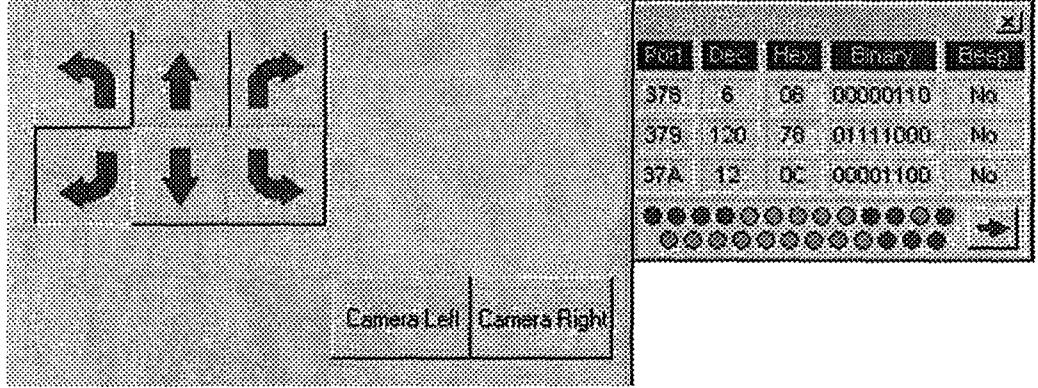 Port Dec Hex Binary Beep
378 6 06 00000110 No
379 120 78 01111000 No
37A 12 0C 00001100 No
Camera Left Camera Right